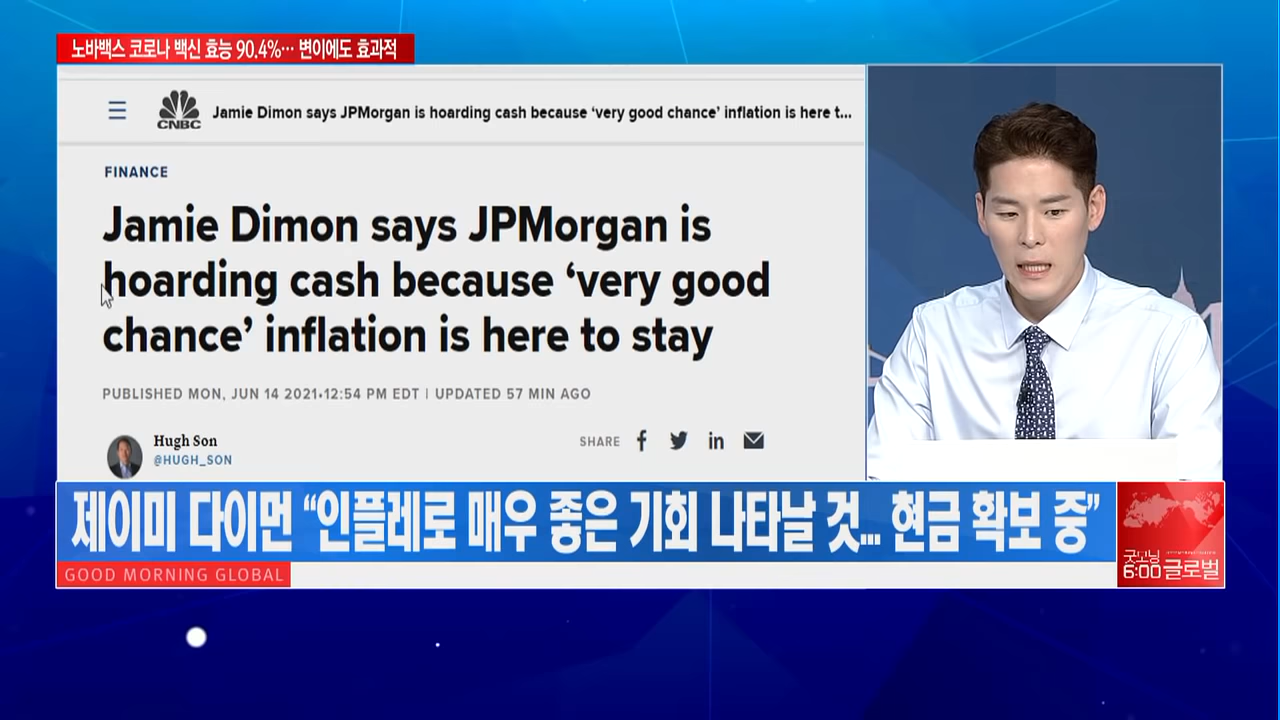 노바백스 코로나 백신 효능 90.4%… 변이에도 효과적
CNBC
Jamie Dimon says JPMorgan is hoarding cash because ‘very good chance’ inflation is here t...
FINANCE
Jamie Dimon says JPMorgan is
hoarding cash because ‘very good
chance’ inflation is here to stay
PUBLISHED MON, JUN 14 2021•12:54 PM EDT | UPDATED 57 MIN AGO
Hugh Son
@HUGH_SON
SHARE
제이미 다이먼 “인플레로 매우 좋은 기회 나타날 것... 현금 확보 중”
GOOD MORNING GLOBAL
굿모닝
6:00 글로벌